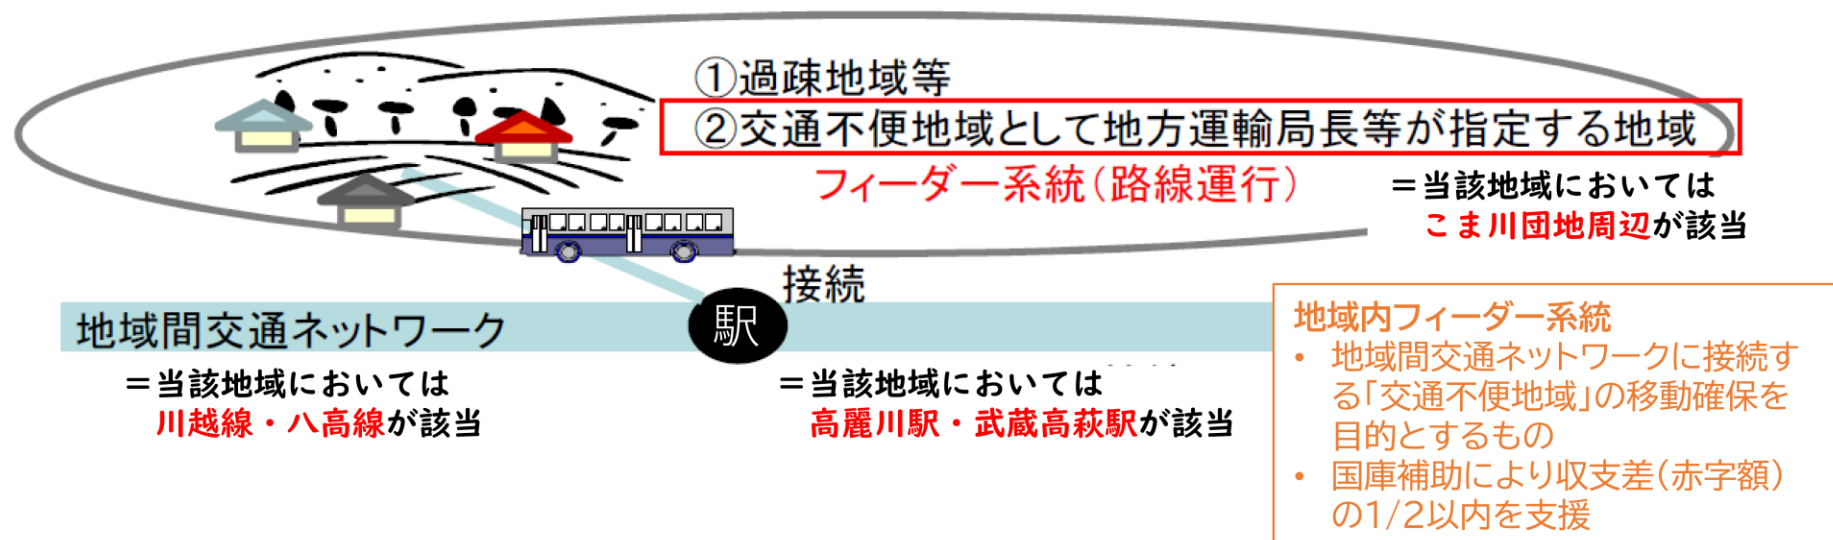 ①過疎地域等
②交通不便地域として地方運輸局長等が指定する地域
フィーダー系統（路線運行）
＝当該地域においては
こま川団地周辺が該当
接続
駅
地域間交通ネットワーク
＝当該地域においては
川越線・八高線が該当
＝当該地域においては
高麗川駅・武蔵高萩駅が該当
地域内フィーダー系統
• 地域間交通ネットワークに接続す
る「交通不便地域」の移動確保を
目的とするもの
• 国庫補助により収支差（赤字額）
の1/2以内を支援